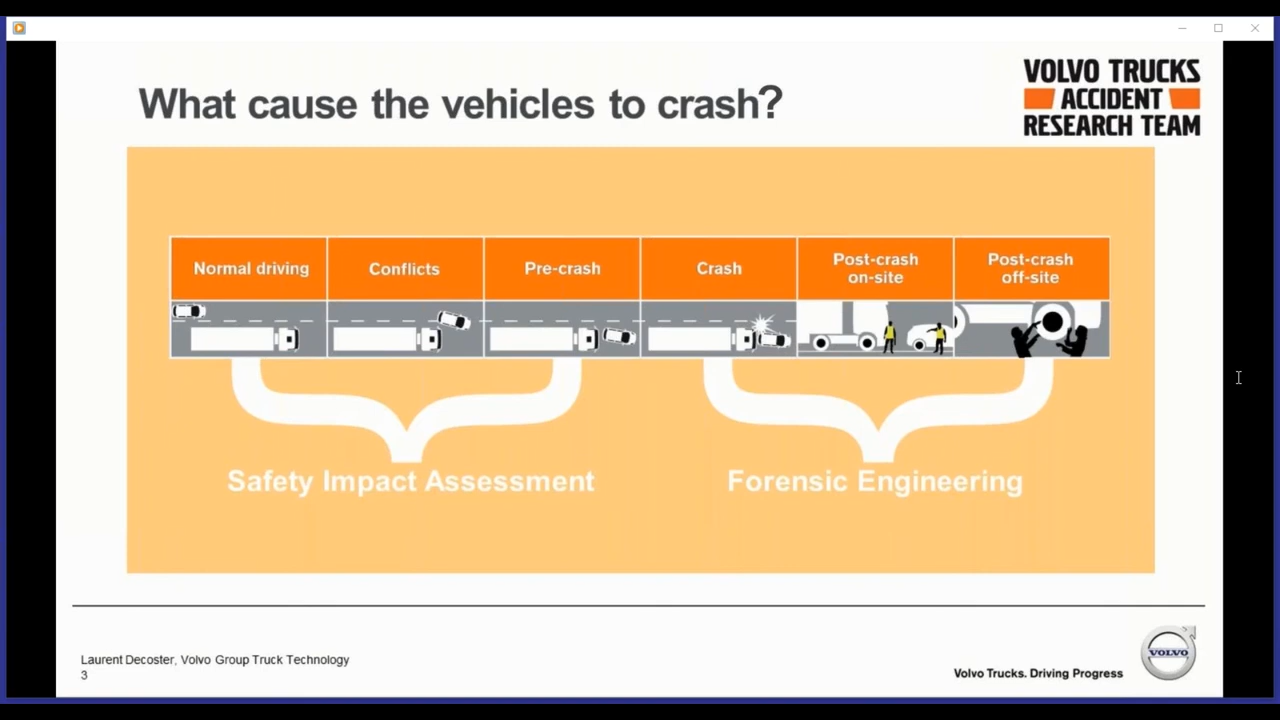 What cause the vehicles to crash?
VOLVO TRUCKS
ACCIDENT
RESEARCH TEAM
Normal driving
Conflicts
Pre-crash
Crash
Post-crash
on-site
Post-crash
off-site
Safety Impact Assessment
Forensic Engineering
Laurent Decoster, Volvo Group Truck Technology
3
Volvo Trucks. Driving Progress
VOLVO